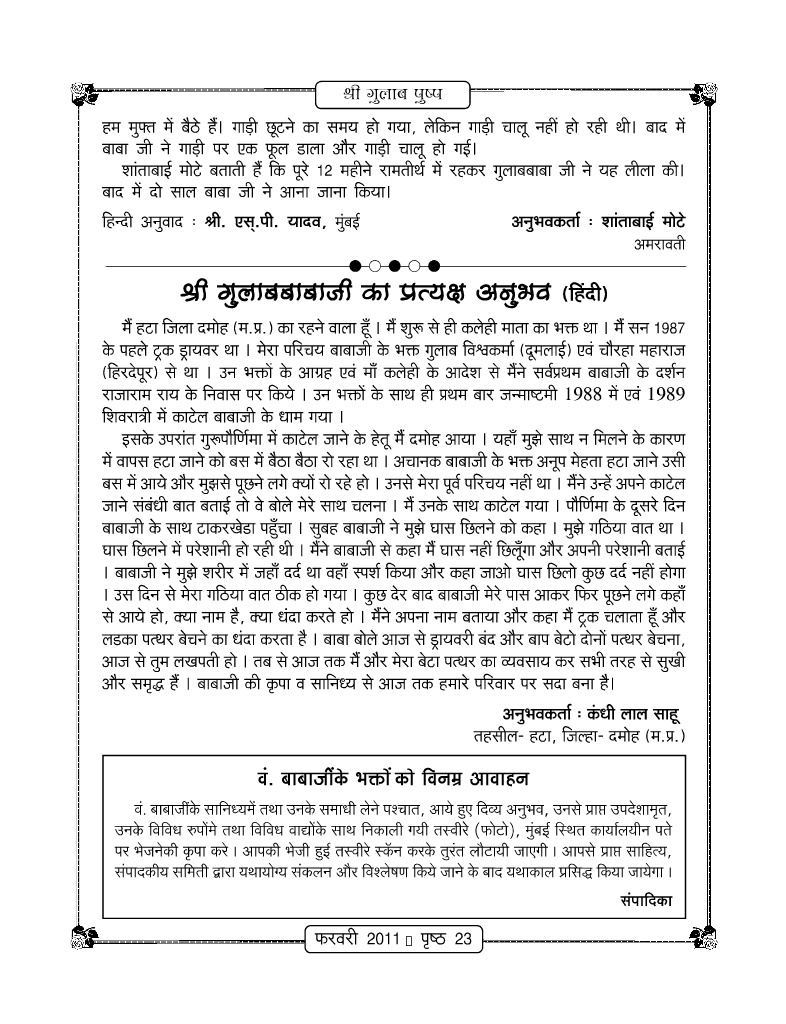 श्री गुलाब पुष्प
हम मुफ्त में बैठे हैं। गाड़ी छूटने का समय हो गया, लेकिन गाड़ी चालू नहीं हो रही थी। बाद में
बाबा जी ने गाड़ी पर एक फूल डाला और गाड़ी चालू हो गई।
शांताबाई मोटे बताती हैं कि पूरे 12 महीने रामतीर्थ में रहकर गुलाबबाबा जी ने यह लीला की।
बाद में दो साल बाबा जी ने आना जाना किया।
हिन्दी अनुवाद : श्री. एस्.पी. यादव, मुंबई अनुभवकर्ता : शांताबाई मोटे
अमरावती
श्री गुलाबबाबाजी का प्रत्यक्ष अनुभव (हिंदी)
मैं हटा जिला दमोह (म.प्र.) का रहने वाला हूँ । मैं शुरू से ही कलेही माता का भक्त था । मैं सन 1987
के पहले ट्रक ड्रायवर था । मेरा परिचय बाबाजी के भक्त गुलाब विश्वकर्मा (दूमलाई) एवं चौरहा महाराज
(हिरदेपूर) से था । उन भक्तों के आग्रह एवं माँ कलेही के आदेश से मैंने सर्वप्रथम बाबाजी के दर्शन
राजाराम राय के निवास पर किये । उन भक्तों के साथ ही प्रथम बार जन्माष्टमी 1988 में एवं 1989
शिवरात्री में काटेल बाबाजी के धाम गया ।
इसके उपरांत गुरूपौर्णिमा में काटेल जाने के हेतू मैं दमोह आया । यहाँ मुझे साथ न मिलने के कारण
में वापस हटा जाने को बस में बैठा बैठा रो रहा था । अचानक बाबाजी के भक्त अनूप मेहता हटा जाने उसी
बस में आये और मुझसे पूछने लगे क्यों रो रहे हो । उनसे मेरा पूर्व परिचय नहीं था । मैंने उन्हें अपने काटेल
जाने संबंधी बात बताई तो वे बोले मेरे साथ चलना । मैं उनके साथ काटेल गया । पौर्णिमा के दूसरे दिन
बाबाजी के साथ टाकरखेडा पहुँचा । सुबह बाबाजी ने मुझे घास छिलने को कहा । मुझे गठिया वात था ।
घास छिलने में परेशानी हो रही थी । मैंने बाबाजी से कहा मैं घास नहीं छिलूँगा और अपनी परेशानी बताई
। बाबाजी ने मुझे शरीर में जहाँ दर्द था वहाँ स्पर्श किया और कहा जाओ घास छिलो कुछ दर्द नहीं होगा
। उस दिन से मेरा गठिया वात ठीक हो गया । कुछ देर बाद बाबाजी मेरे पास आकर फिर पूछने लगे कहाँ
से आये हो, क्या नाम है, क्या धंदा करते हो । मैंने अपना नाम बताया और कहा मैं ट्रक चलाता हूँ और
लडका पत्थर बेचने का धंदा करता है । बाबा बोले आज से ड्रायवरी बंद और बाप बेटो दोनों पत्थर बेचना,
आज से तुम लखपती हो । तब से आज तक मैं और मेरा बेटा पत्थर का व्यवसाय कर सभी तरह से सुखी
और समृद्ध हैं । बाबाजी की कृपा व सानिध्य से आज तक हमारे परिवार पर सदा बना है।
अनुभवकर्ता : कंधी लाल साहू
तहसील- हटा, जिल्हा- दमोह (म.प्र.)
वं. बाबाजींके भक्तों को विनम्र आवाहन
वं. बाबाजींके सानिध्यमें तथा उनके समाधी लेने पश्चात, आये हुए दिव्य अनुभव, उनसे प्राप्त उपदेशामृत,
उनके विविध रुपोंमे तथा विविध वाद्योंके साथ निकाली गयी तस्वीरे (फोटो), मुंबई स्थित कार्यालयीन पते
पर भेजनेकी कृपा करे । आपकी भेजी हुई तस्वीरे स्कॅन करके तुरंत लौटायी जाएगी । आपसे प्राप्त साहित्य,
संपादकीय समिती द्वारा यथायोग्य संकलन और विश्लेषण किये जाने के बाद यथाकाल प्रसिद्ध किया जायेगा ।
संपादिका
फरवरी 2011 पृष्ठ 23